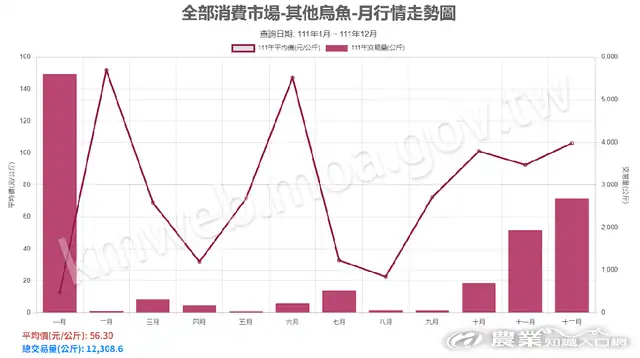 全部消費市場-其他烏魚-月行情走勢圖
查詢日期: 111年1月 ~ 111年12月
111年平均價(元/公斤) 111年交易量(公斤)
160 6,000
140 5,000
120
100 4,000
80 3,000
60 2,000
40
20 1,000
0 0
平均價(元/公斤)
交易量(公斤)
kmweb.moa.gov.tw
一月 二月 三月 四月 五月 六月 七月 八月 九月 十月 十一月 十二月
平均價(元/公斤): 56.30
總交易量(公斤): 12,308.6
農業知識入口網